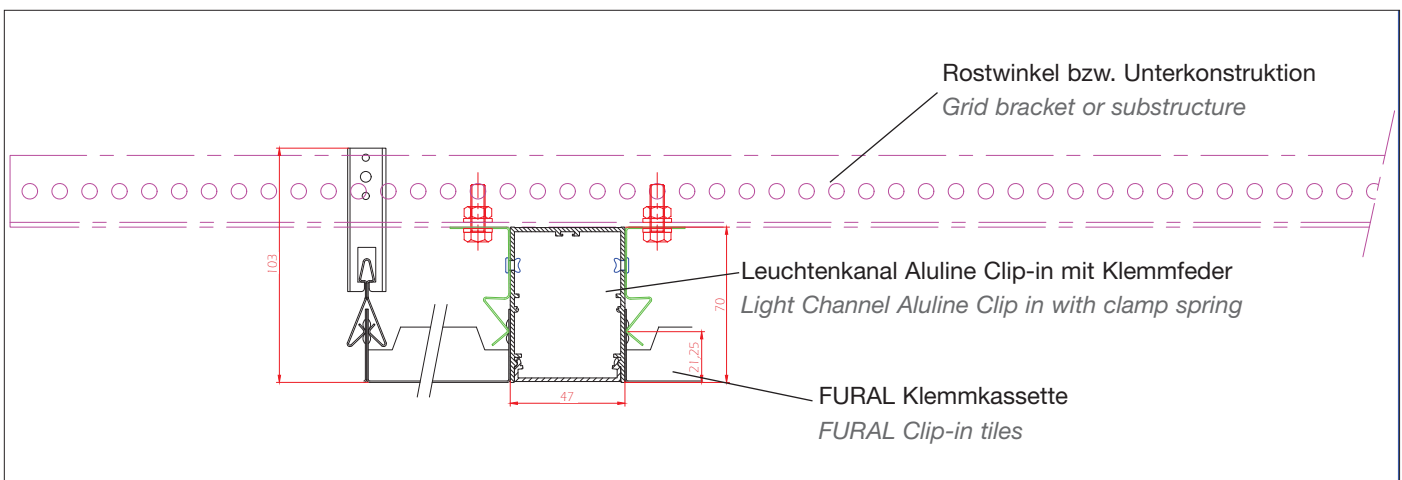 Rostwinkel bzw. Unterkonstruktion
Grid bracket or substructure
103
Leuchtenkanal Aluline Clip-in mit Klemmfeder
Light Channel Aluline Clip in with clamp spring
70
21,25
47
FURAL Klemmkassette
FURAL Clip-in tiles